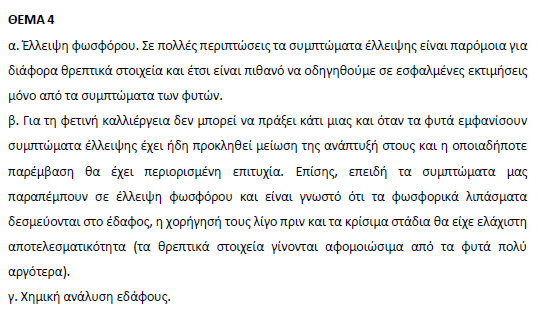 ΘΕΜΑ 4
α. Έλλειψη φωσφόρου. Σε πολλές περιπτώσεις τα συμπτώματα έλλειψης είναι παρόμοια για
διάφορα θρεπτικά στοιχεία και έτσι είναι πιθανό να οδηγηθούμε σε εσφαλμένες εκτιμήσεις
μόνο από τα συμπτώματα των φυτών.
β. Για τη φετινή καλλιέργεια δεν μπορεί να πράξει κάτι μιας και όταν τα φυτά εμφανίσουν
συμπτώματα έλλειψης έχει ήδη προκληθεί μείωση της ανάπτυξή στους και η οποιαδήποτε
παρέμβαση θα έχει περιορισμένη επιτυχία. Επίσης, επειδή τα συμπτώματα μας
παραπέμπουν σε έλλειψη φωσφόρου και είναι γνωστό ότι τα φωσφορικά λιπάσματα
δεσμεύονται στο έδαφος, η χορήγησή τους λίγο πριν και τα κρίσιμα στάδια θα είχε ελάχιστη
αποτελεσματικότητα (τα θρεπτικά στοιχεία γίνονται αφομοιώσιμα από τα φυτά πολύ
αργότερα).
γ. Χημική ανάλυση εδάφους.